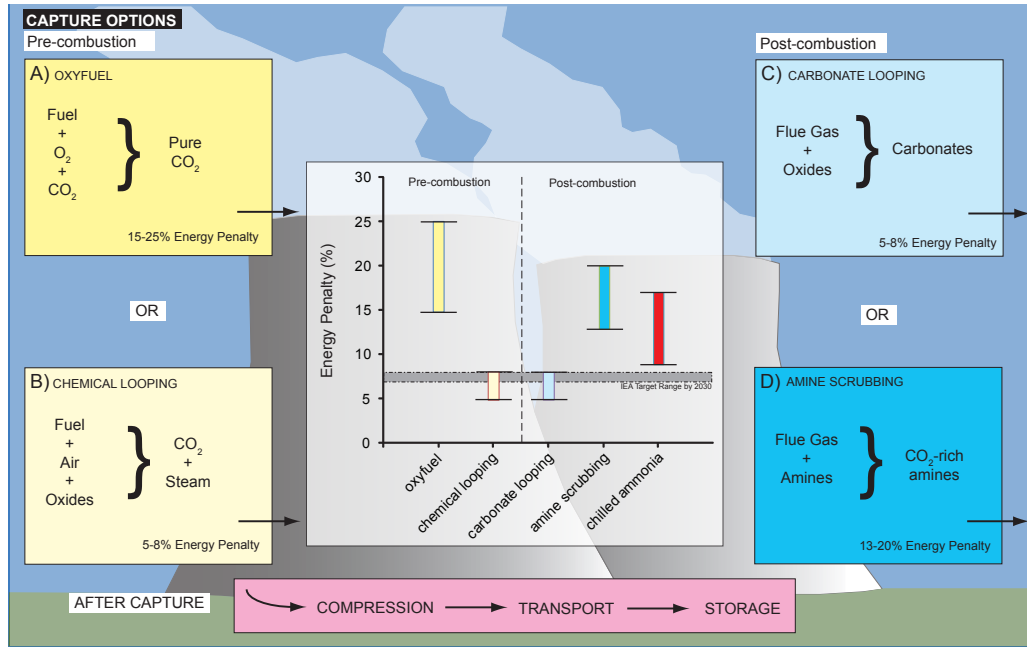 CAPTURE OPTIONS
Pre-combustion
A) OXYFUEL
Fuel
+
O₂
+
CO₂
}
Pure
CO₂
15-25% Energy Penalty
OR
B) CHEMICAL LOOPING
Fuel
+
Air
+
Oxides
}
CO₂
+
Steam
5-8% Energy Penalty
Pre-combustion
Post-combustion
Energy Penalty (%)
30
25
20
15
10
5
0
IEA Target Range by 2030
oxyfuel
chemical looping
carbonate looping
amine scrubbing
chilled ammonia
Post-combustion
C) CARBONATE LOOPING
Flue Gas
+
Oxides
}
Carbonates
5-8% Energy Penalty
OR
D) AMINE SCRUBBING
Flue Gas
+
Amines
}
CO₂-rich
amines
13-20% Energy Penalty
AFTER CAPTURE
COMPRESSION
TRANSPORT
STORAGE